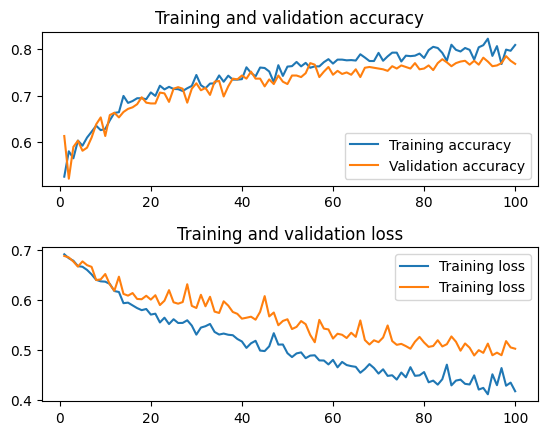 Training and validation accuracy
0.8
0.7
0.6
Training accuracy
Validation accuracy
0 20 40 60 80 100
Training and validation loss
0.7
0.6
0.5
0.4
Training loss
Training loss
0 20 40 60 80 100